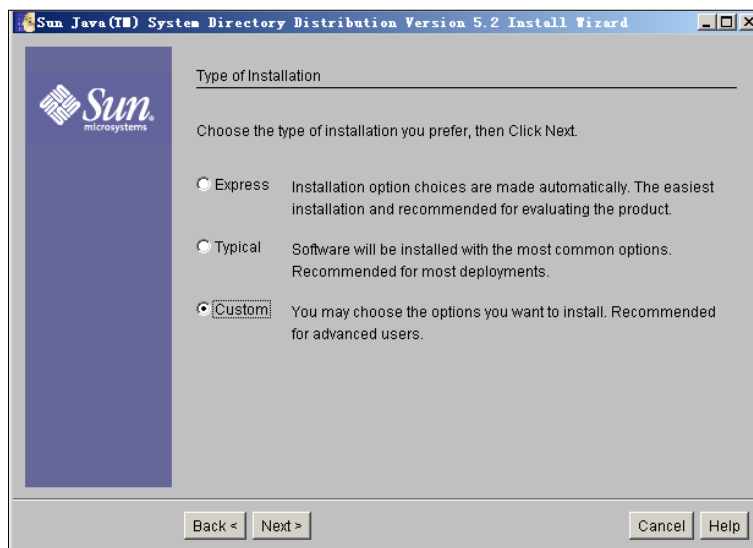 Sun Java(TM) System Directory Distribution Version 5.2 Install Wizard
Sun.
microsystems
Type of Installation
Choose the type of installation you prefer, then Click Next.
Express Installation option choices are made automatically. The easiest
installation and recommended for evaluating the product.
Typical Software will be installed with the most common options.
Recommended for most deployments.
Custom You may choose the options you want to install. Recommended
for advanced users.
Back < Next > Cancel Help